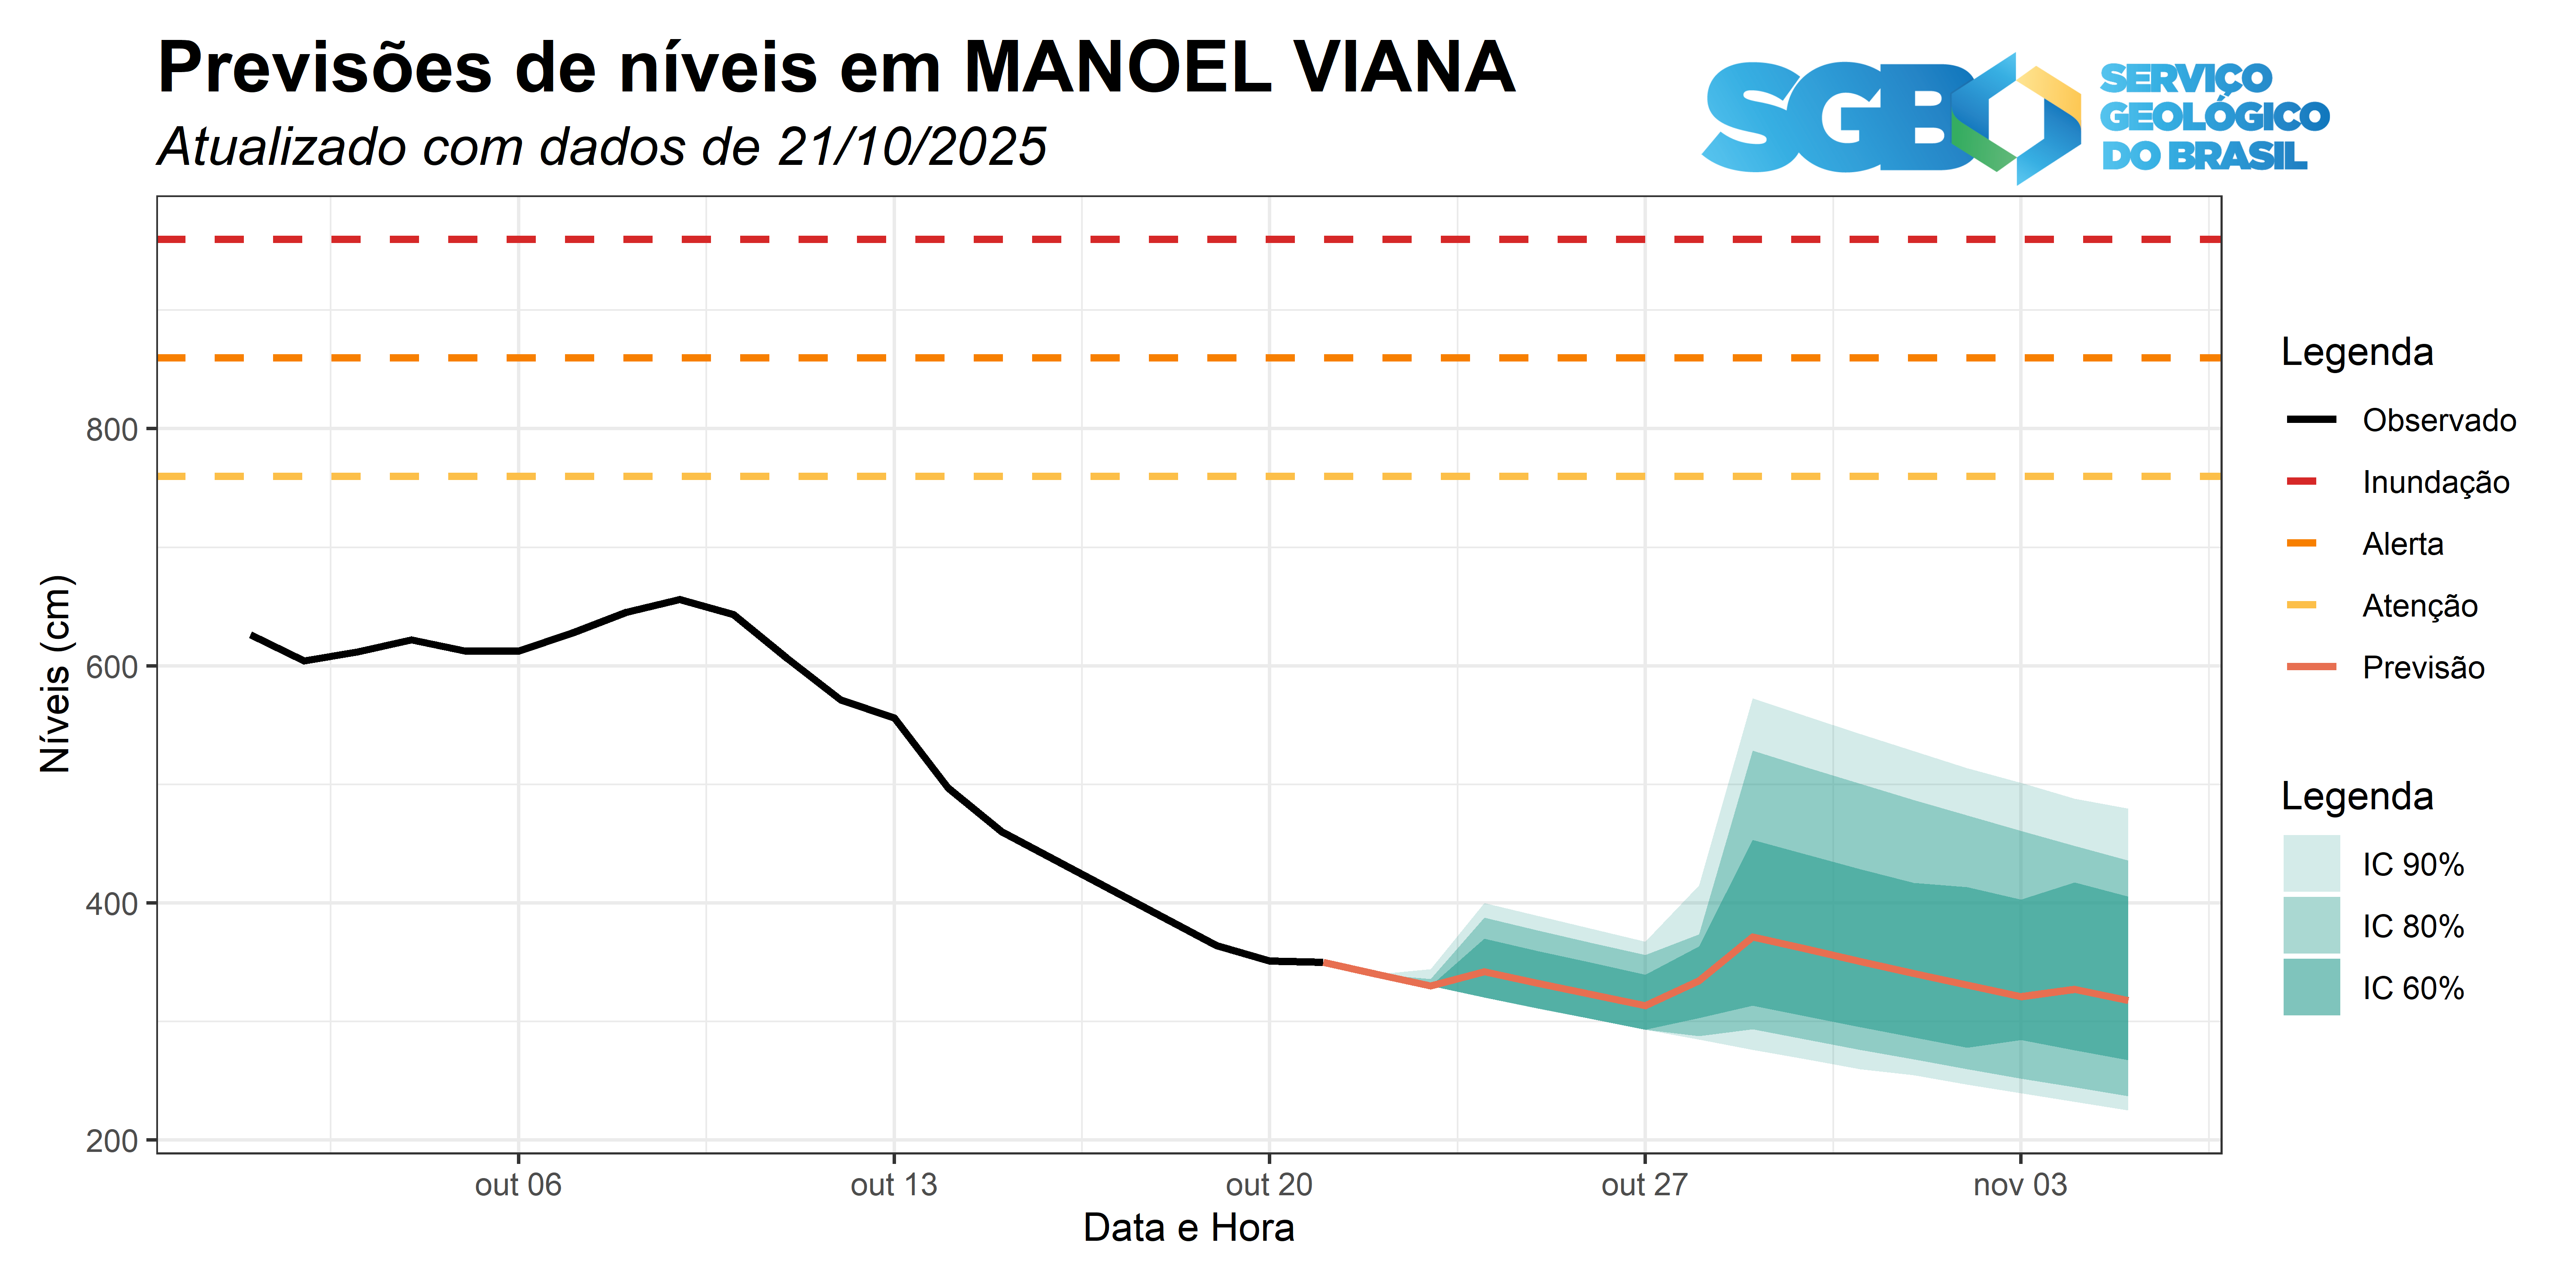 Previsões de níveis em MANOEL VIANA
Atualizado com dados de 21/10/2025
SGB
SERVIÇO
GEOLÓGICO
DO BRASIL
Níveis (cm)
800
600
400
200
out 06
out 13
out 20
out 27
nov 03
Data e Hora
Legenda
Observado
Inundação
Alerta
Atenção
Previsão
Legenda
IC 90%
IC 80%
IC 60%